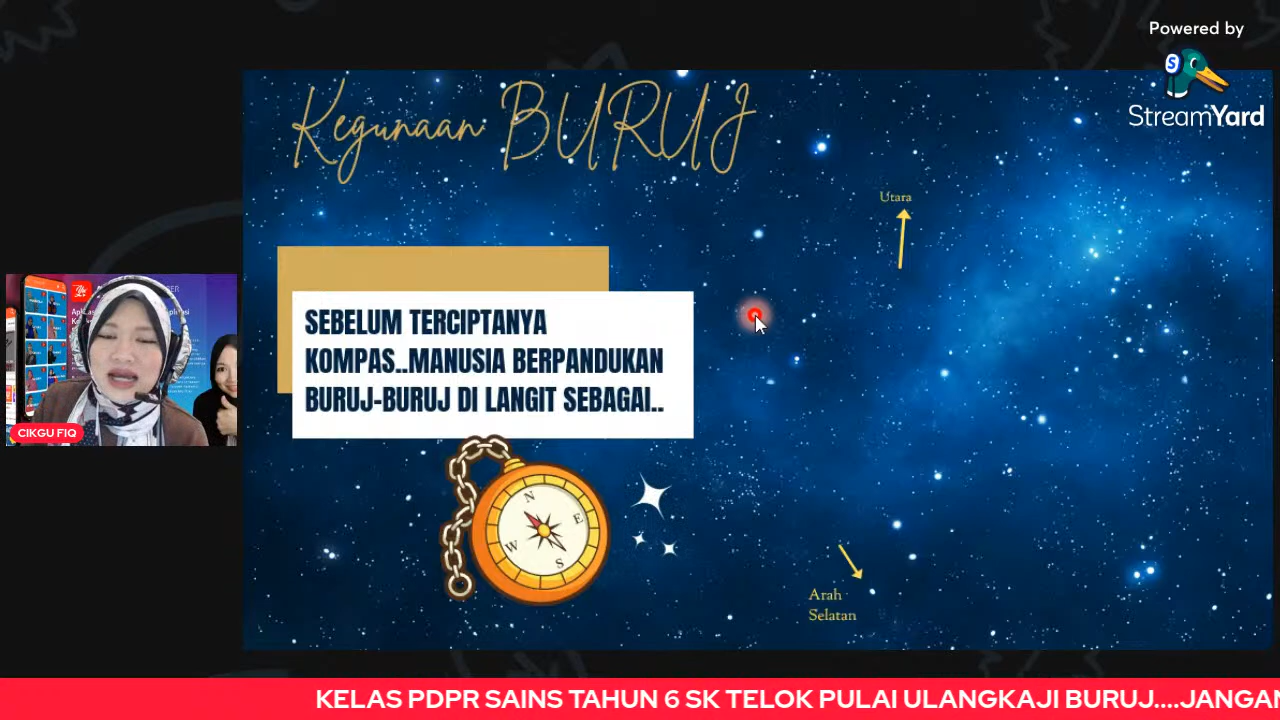 Powered by
StreamYard
Kegunaan BURUJ
Utara
SEBELUM TERCIPTANYA
KOMPAS..MANUSIA BERPANDUKAN
BURUJ-BURUJ DI LANGIT SEBAGAI..
N
E
W
S
CIKGU FIQ
Arah
Selatan
KELAS PDPR SAINS TAHUN 6 SK TELOK PULAI ULANGKAJI BURUJ....JANGAN